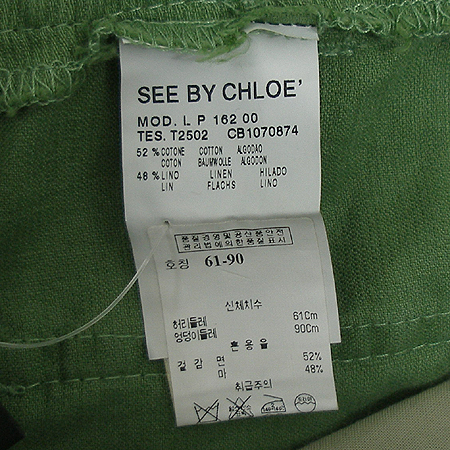 SEE BY CHLOE'
MOD. L P 162 00
TES. T2502 CB1070874
52 % COTONE COTTON ALGODAO
COTON BAUMWOLLE ALGODON
48 % LINO LINEN HILADO
LIN FLACHS LINO
품질경영및공산품안전
관리법에의한품질표시
호칭 61-90
신체치수
허리둘레 61Cm
엉덩이둘레 90Cm
혼용율
겉감 면 52%
마 48%
취급주의